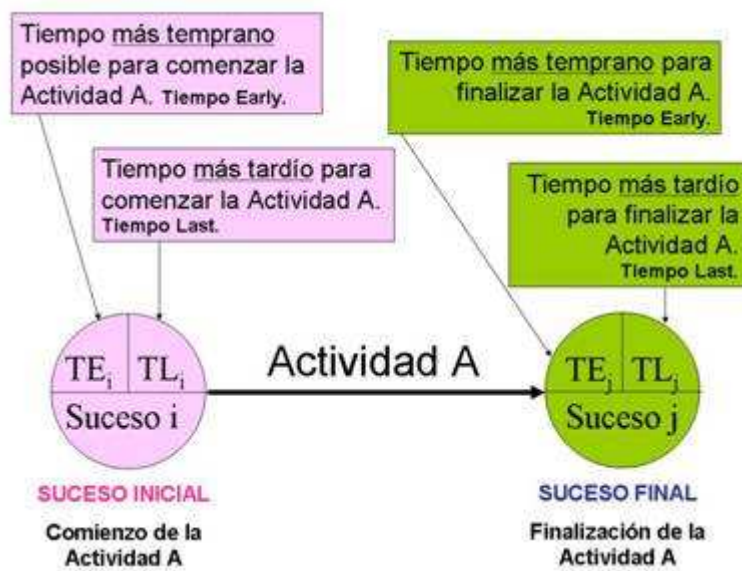 Tiempo más temprano
posible para comenzar la
Actividad A. Tiempo Early.
Tiempo más temprano para
finalizar la Actividad A.
Tiempo Early.
Tiempo más tardío para
comenzar la Actividad A.
Tiempo Last.
Tiempo más tardío
para finalizar la
Actividad A.
Tiempo Last.
TEi TLi
Suceso i
Actividad A
TEj TLj
Suceso j
SUCESO INICIAL
Comienzo de la
Actividad A
SUCESO FINAL
Finalización de la
Actividad A